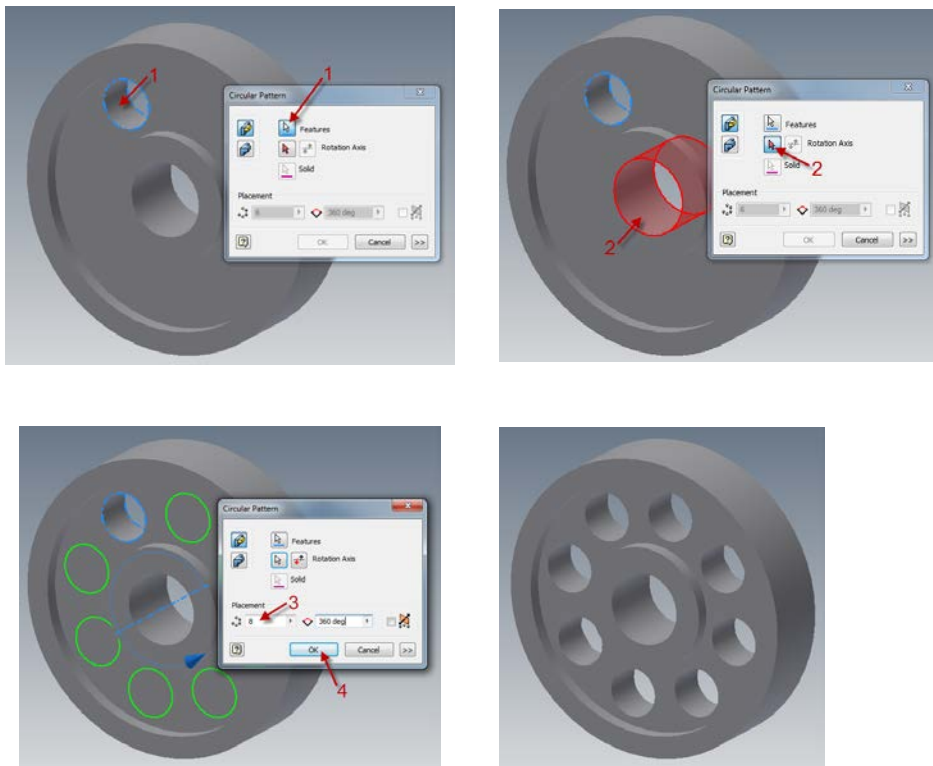 1
1
Circular Pattern
Features
Rotation Axis
Solid
Placement
6
360 deg
OK
Cancel
>>
Circular Pattern
Features
Rotation Axis
Solid
2
2
Placement
6
360 deg
OK
Cancel
>>
Circular Pattern
Features
Rotation Axis
Solid
Placement
3
8
360 deg
OK
Cancel
>>
4